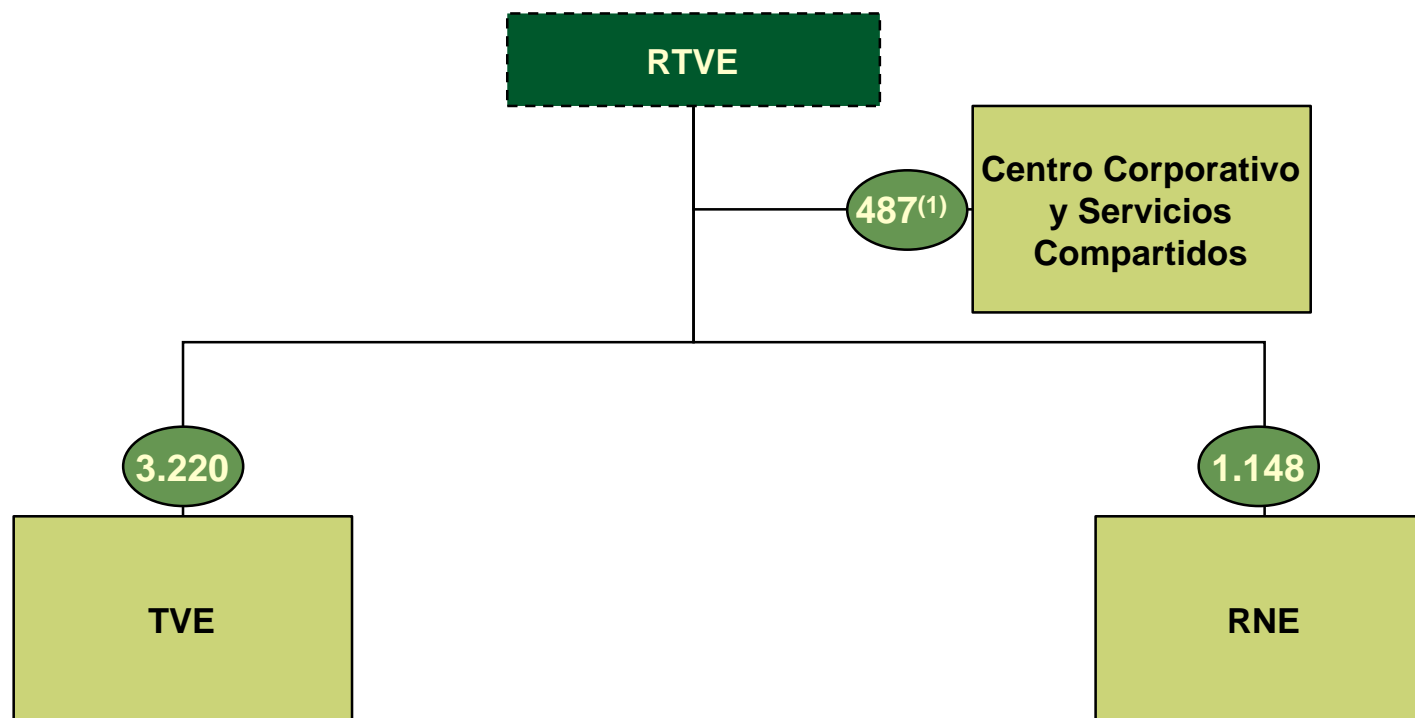 RTVE
Centro Corporativo
487(1)
y Servicios
Compartidos
3.220
1.148
TVE
RNE